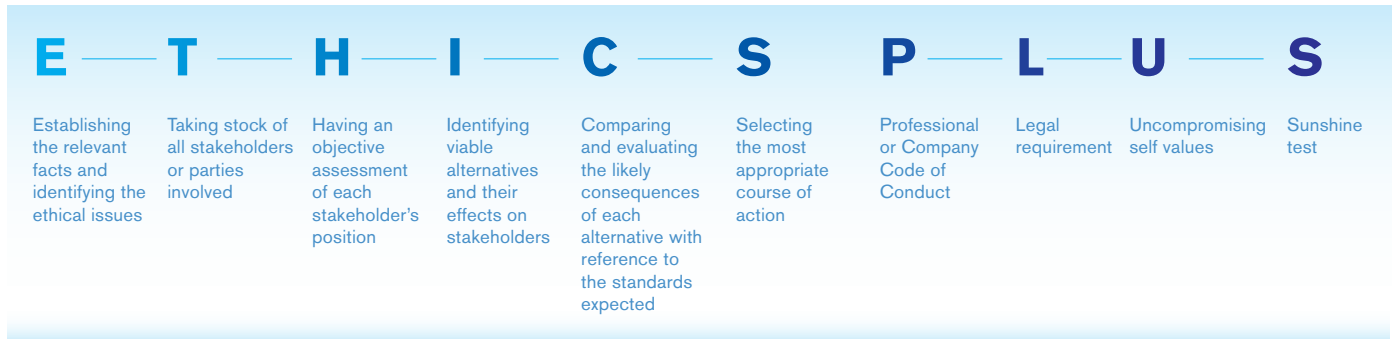 E T H I C S P L U S
Establishing
the relevant
facts and
identifying the
ethical issues
Taking stock of
all stakeholders
or parties
involved
Having an
objective
assessment
of each
stakeholder’s
position
Identifying
viable
alternatives
and their
effects on
stakeholders
Comparing
and evaluating
the likely
consequences
of each
alternative with
reference to
the standards
expected
Selecting
the most
appropriate
course of
action
Professional
or Company
Code of
Conduct
Legal
requirement
Uncompromising
self values
Sunshine
test